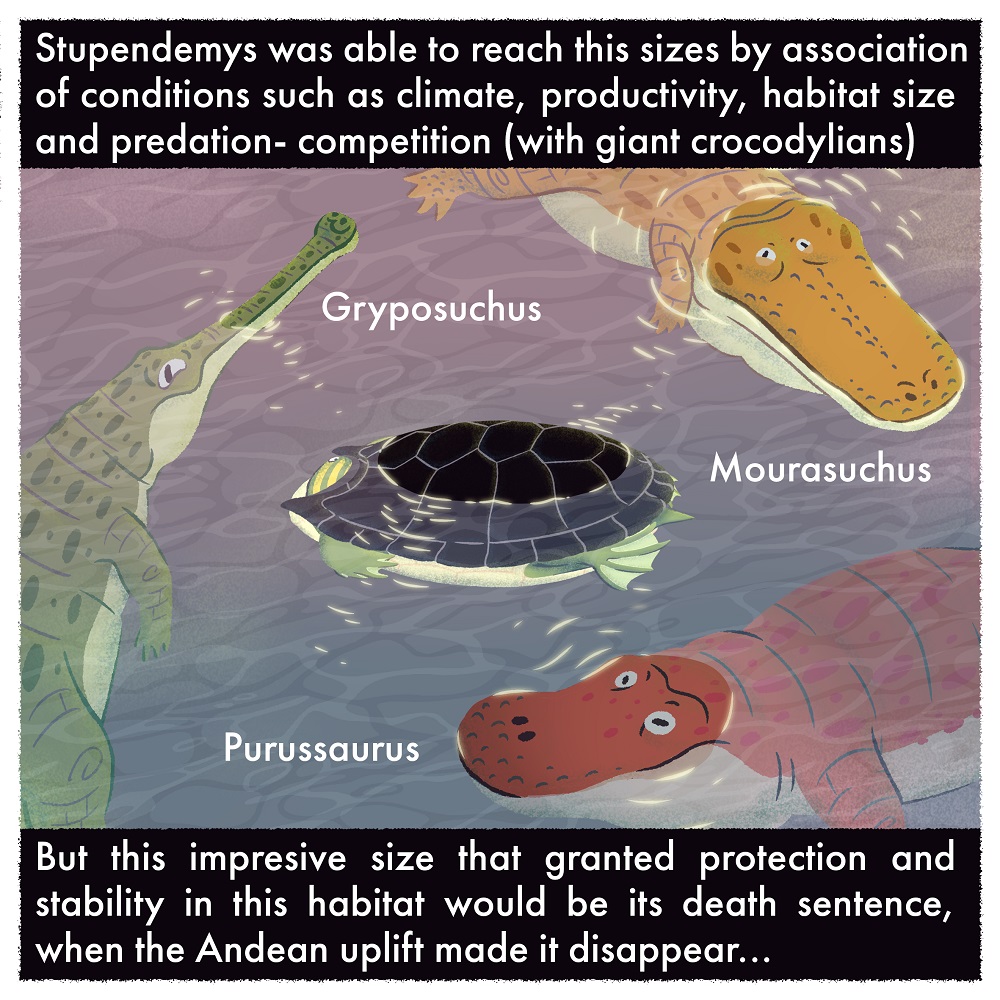 Stupendemys was able to reach this sizes by association
of conditions such as climate, productivity, habitat size
and predation- competition (with giant crocodylians)
Gryposuchus
Mourasuchus
Purussaurus
But this impresive size that granted protection and
stability in this habitat would be its death sentence,
when the Andean uplift made it disappear...